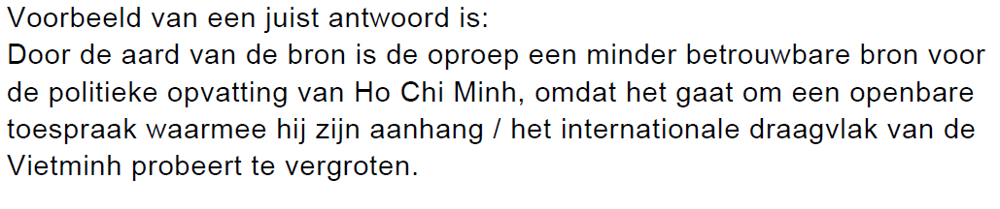 Voorbeeld van een juist antwoord is:
Door de aard van de bron is de oproep een minder betrouwbare bron voor
de politieke opvatting van Ho Chi Minh, omdat het gaat om een openbare
toespraak waarmee hij zijn aanhang / het internationale draagvlak van de
Vietminh probeert te vergroten.